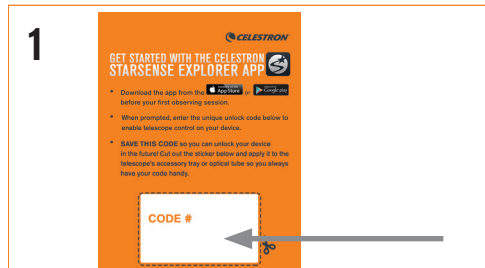 1
CELESTRON
GET STARTED WITH THE CELESTRON
STARSENSE EXPLORER APP
• Download the app from the App Store or Google play
before your first observing session.
• When prompted, enter the unique unlock code below to
enable telescope control on your device.
• SAVE THIS CODE so you can unlock your device
in the future! Cut out the sticker below and apply it to the
telescope's accessory tray or optical tube so you always
have your code handy.
CODE #